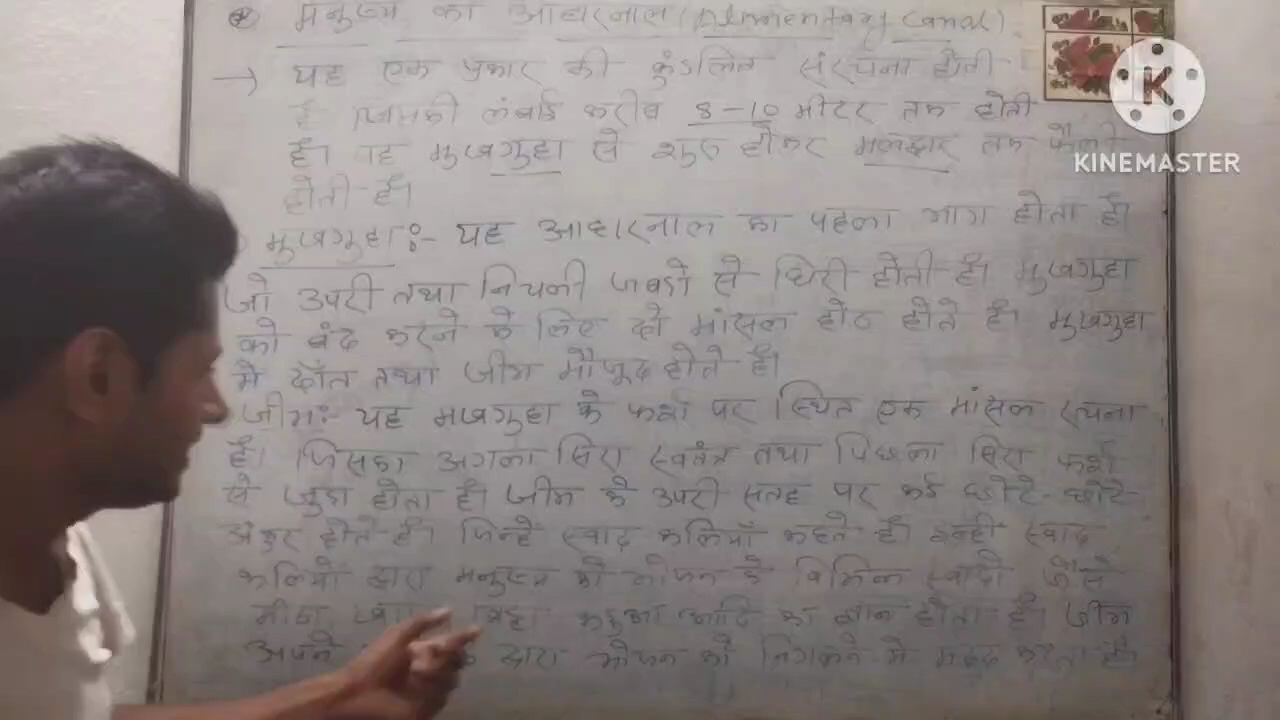 मनुष्य का आहारनाल (Alimentary Canal)
→ यह एक प्रकार की कुंडलित संरचना होती
है जिसकी लंबाई करीब 8-10 मीटर तक होती
है। यह मुखगुहा से शुरु होकर मलद्वार तक फैली
होती है।
मुखगुहा :- यह आहारनाल का पहला भाग होता है।
जो उपरी तथा निचली जबड़ो से घिरी होती है। मुखगुहा
को बंद करने के लिए दो मांसल होठ होते है। मुखगुहा
मे दाँत तथा जीभ मौजूद होते है।
जीभ:- यह मुखगुहा के फर्श पर स्थित एक मांसल रचना
है। जिसका अगला सिरा स्वतंत्र तथा पिछला सिरा फर्श
से जुड़ा होता है। जीभ के उपरी सतह पर कई छोटे-छोटे
अंकुर होते है। जिन्हें स्वाद कलियाँ कहते है। इन्ही स्वाद
कलियों द्वारा मनुष्य को भोजन के विभिन्न स्वादो जैसे
मीठा कड़ुआ आदि का ज्ञान होता है। जीभ
अपने द्वारा भोजन को निगलने मे मदद करता है।
K
KINEMASTER